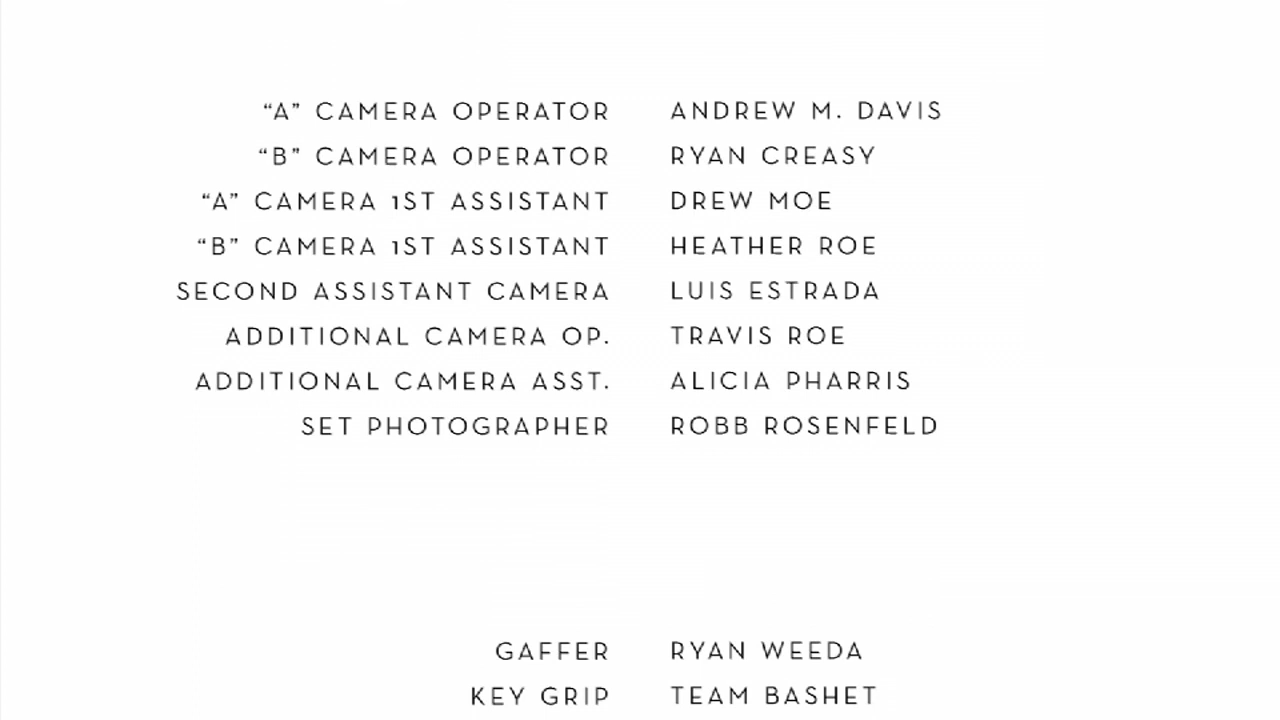 “A” CAMERA OPERATOR ANDREW M. DAVIS
“B” CAMERA OPERATOR RYAN CREASY
“A” CAMERA 1ST ASSISTANT DREW MOE
“B” CAMERA 1ST ASSISTANT HEATHER ROE
SECOND ASSISTANT CAMERA LUIS ESTRADA
ADDITIONAL CAMERA OP. TRAVIS ROE
ADDITIONAL CAMERA ASST. ALICIA PHARRIS
SET PHOTOGRAPHER ROBB ROSENFELD
GAFFER RYAN WEEDA
KEY GRIP TEAM BASHET